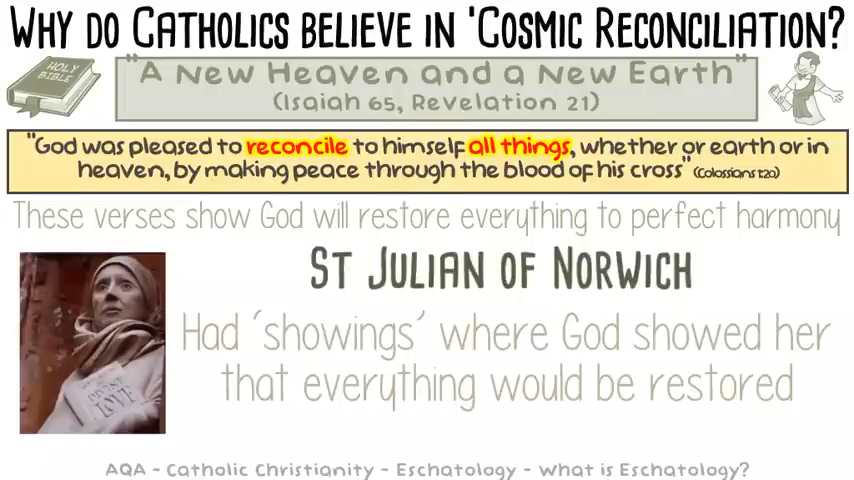 Why do Catholics believe in 'Cosmic Reconciliation?
HOLY BIBLE
"A New Heaven and a New Earth"
(Isaiah 65, Revelation 21)
"God was pleased to reconcile to himself all things, whether or earth or in
heaven, by making peace through the blood of his cross" (Colossians 1:20)
These verses show God will restore everything to perfect harmony
St Julian of Norwich
Had 'showings' where God showed her
that everything would be restored
DIVINE
LOVE
AQA - Catholic Christianity - Eschatology - What is Eschatology?